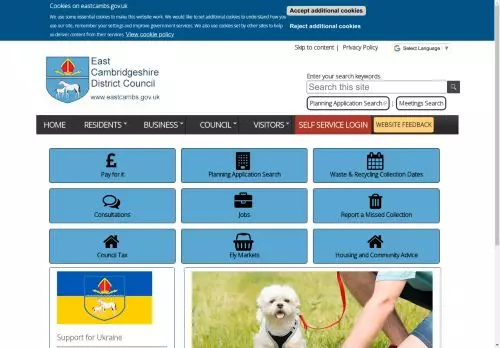 Cookies on eastcambs.gov.uk
We use some essential cookies to make this website work. We would like to set additional cookies to understand how you
use our site, remember your settings and improve government services. We also use cookies set by other sites to help
us deliver content from their services. View cookie policy
Accept additional cookies
Reject additional cookies
Skip to content | Privacy Policy
G Select Language ▼
East
Cambridgeshire
District Council
www.eastcambs.gov.uk
Enter your search keywords
Search this site
Planning Application Search | Meetings Search
HOME RESIDENTS BUSINESS COUNCIL VISITORS SELF SERVICE LOGIN WEBSITE FEEDBACK
Pay for it
Planning Application Search
Waste & Recycling Collection Dates
Consultations
Jobs
Report a Missed Collection
Council Tax
Ely Markets
Housing and Community Advice
Support for Ukraine